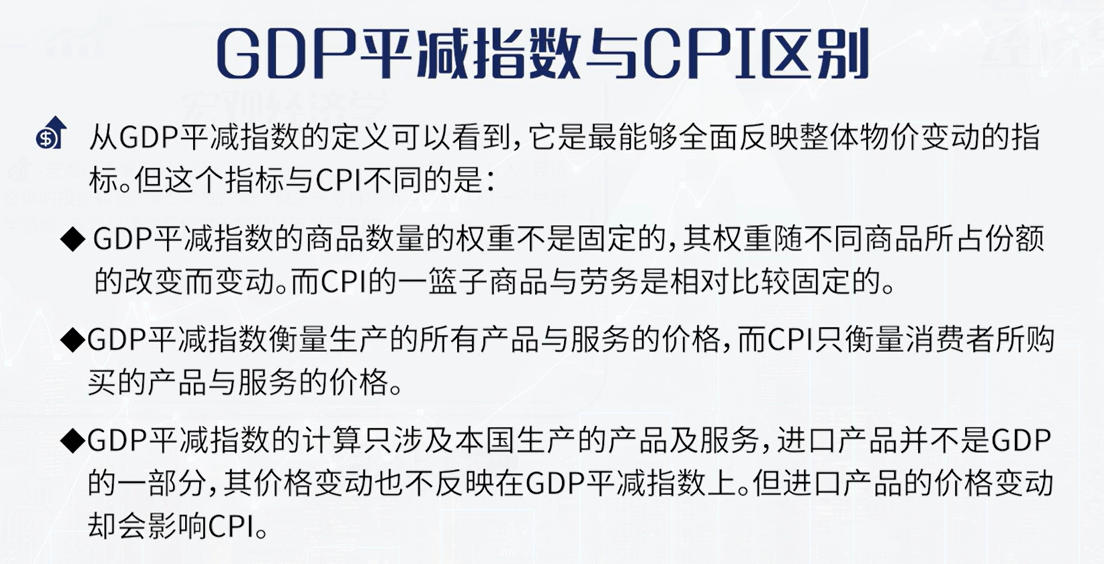 GDP平减指数与CPI区别
从GDP平减指数的定义可以看到，它是最能够全面反映整体物价变动的指
标。但这个指标与CPI不同的是：
◆ GDP平减指数的商品数量的权重不是固定的，其权重随不同商品所占份额
的改变而变动。而CPI的一篮子商品与劳务是相对比较固定的。
◆GDP平减指数衡量生产的所有产品与服务的价格，而CPI只衡量消费者所购
买的产品与服务的价格。
◆GDP平减指数的计算只涉及本国生产的产品及服务，进口产品并不是GDP
的一部分，其价格变动也不反映在GDP平减指数上。但进口产品的价格变动
却会影响CPI。